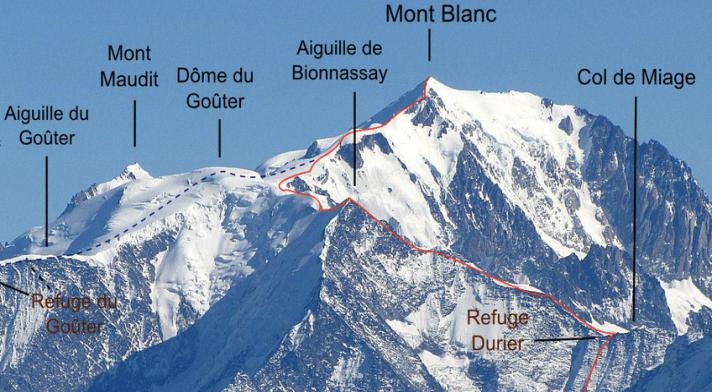 Mont Blanc
Aiguille de
Bionnassay
Mont
Maudit
Dôme du
Goûter
Col de Miage
Aiguille du
Goûter
Refuge du
Goûter
Refuge
Durier